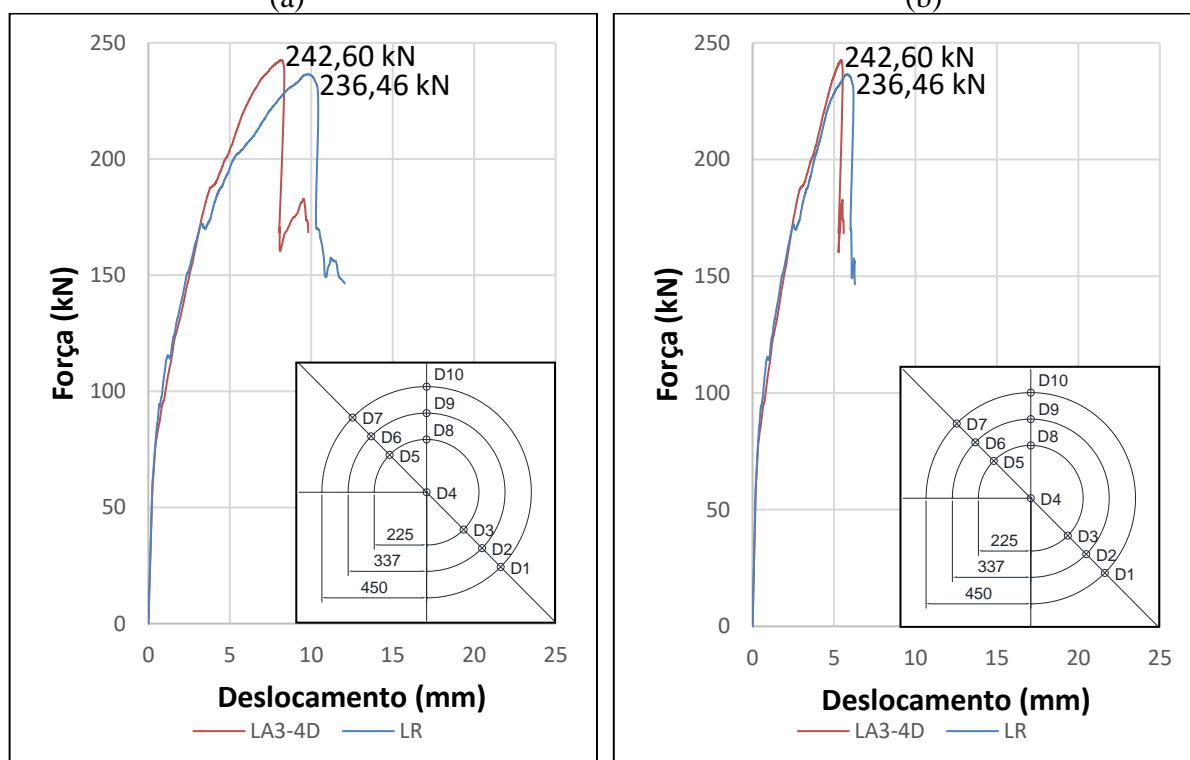 (a)
(b)
250
200
150
100
50
0
Força (kN)
242,60 kN
236,46 kN
D10
D9
D8
D7
D6
D5
D4
D3
D2
D1
225
337
450
0 5 10 15 20 25
Deslocamento (mm)
LA3-4D LR
250
200
150
100
50
0
Força (kN)
242,60 kN
236,46 kN
D10
D9
D8
D7
D6
D5
D4
D3
D2
D1
225
337
450
0 5 10 15 20 25
Deslocamento (mm)
LA3-4D LR